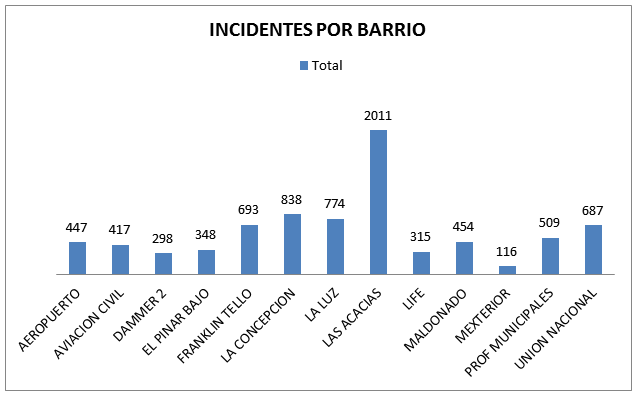 INCIDENTES POR BARRIO
Total
447
417
298
348
693
838
774
2011
315
454
116
509
687
AEROPUERTO
AVIACION CIVIL
DAMMER 2
EL PINAR BAJO
FRANKLIN TELLO
LA CONCEPCION
LA LUZ
LAS ACACIAS
LIFE
MALDONADO
MEXTERIOR
PROF MUNICIPALES
UNION NACIONAL